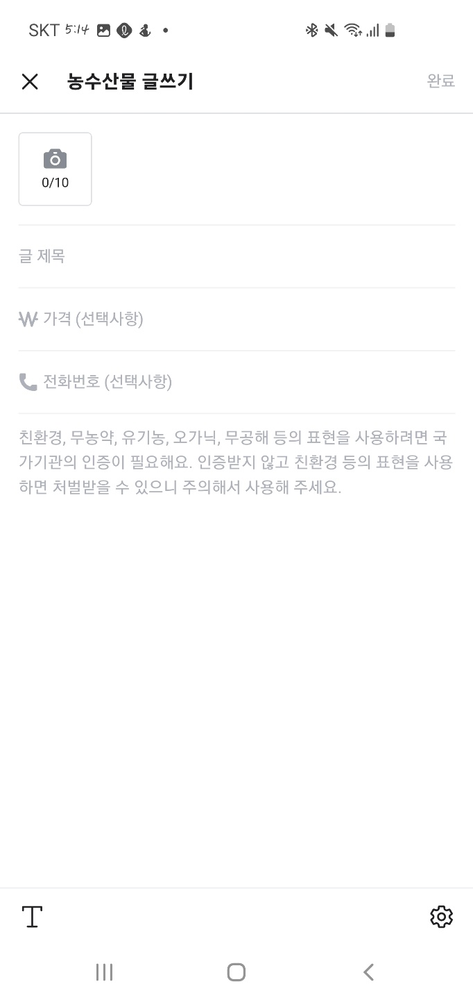 SKT 5:14
농수산물 글쓰기
완료
0/10
글 제목
₩ 가격 (선택사항)
전화번호 (선택사항)
친환경, 무농약, 유기농, 오가닉, 무공해 등의 표현을 사용하려면 국
가기관의 인증이 필요해요. 인증받지 않고 친환경 등의 표현을 사용
하면 처벌받을 수 있으니 주의해서 사용해 주세요.
T